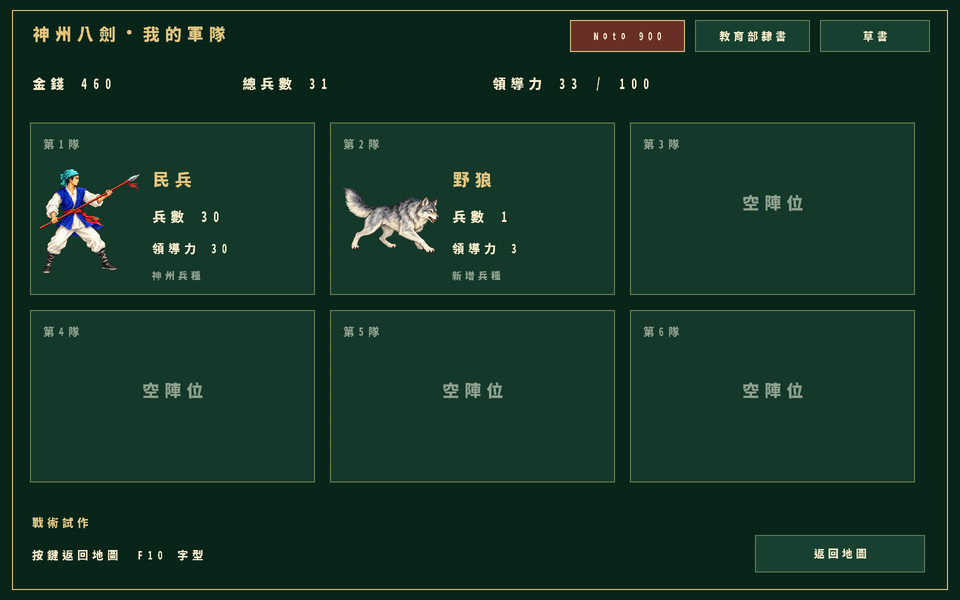 神州八劍・我的軍隊
Noto 900
教育部隸書
草書
金錢 460
總兵數 31
領導力 33 / 100
第1隊
民兵
兵數 30
領導力 30
神州兵種
第2隊
野狼
兵數 1
領導力 3
新增兵種
第3隊
空陣位
第4隊
空陣位
第5隊
空陣位
第6隊
空陣位
戰術試作
按鍵返回地圖 F10 字型
返回地圖